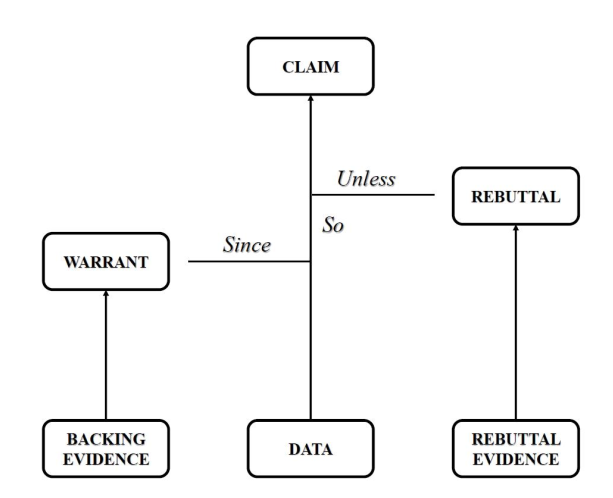 CLAIM
Unless
REBUTTAL
So
Since
WARRANT
BACKING
EVIDENCE
DATA
REBUTTAL
EVIDENCE